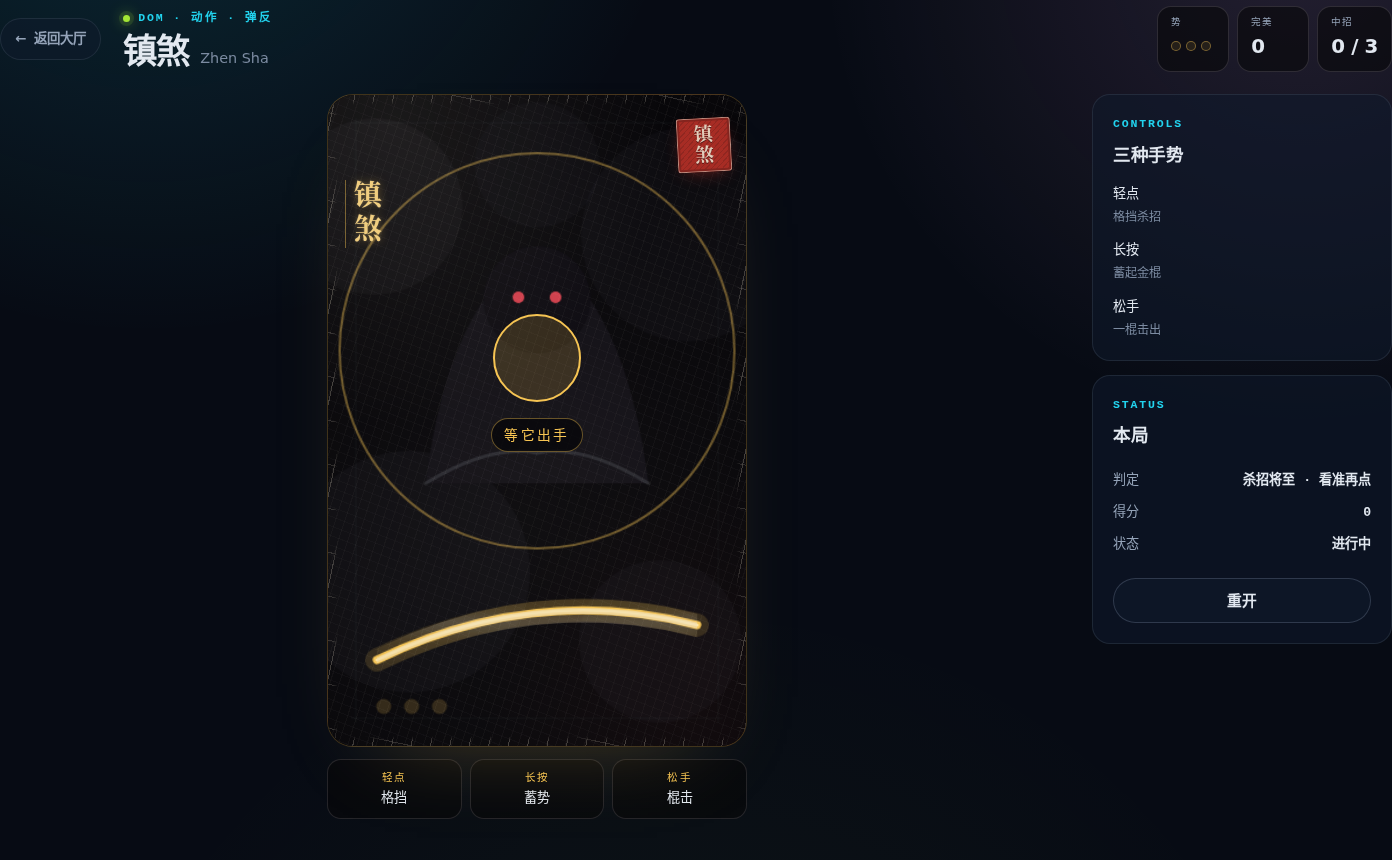 ← 返回大厅
DOM · 动作 · 弹反
镇煞 Zhen Sha
势
完美
0
中招
0 / 3
镇煞
镇煞
等它出手
轻点
格挡
长按
蓄势
松手
棍击
CONTROLS
三种手势
轻点
格挡杀招
长按
蓄起金棍
松手
一棍击出
STATUS
本局
判定 杀招将至 · 看准再点
得分 0
状态 进行中
重开